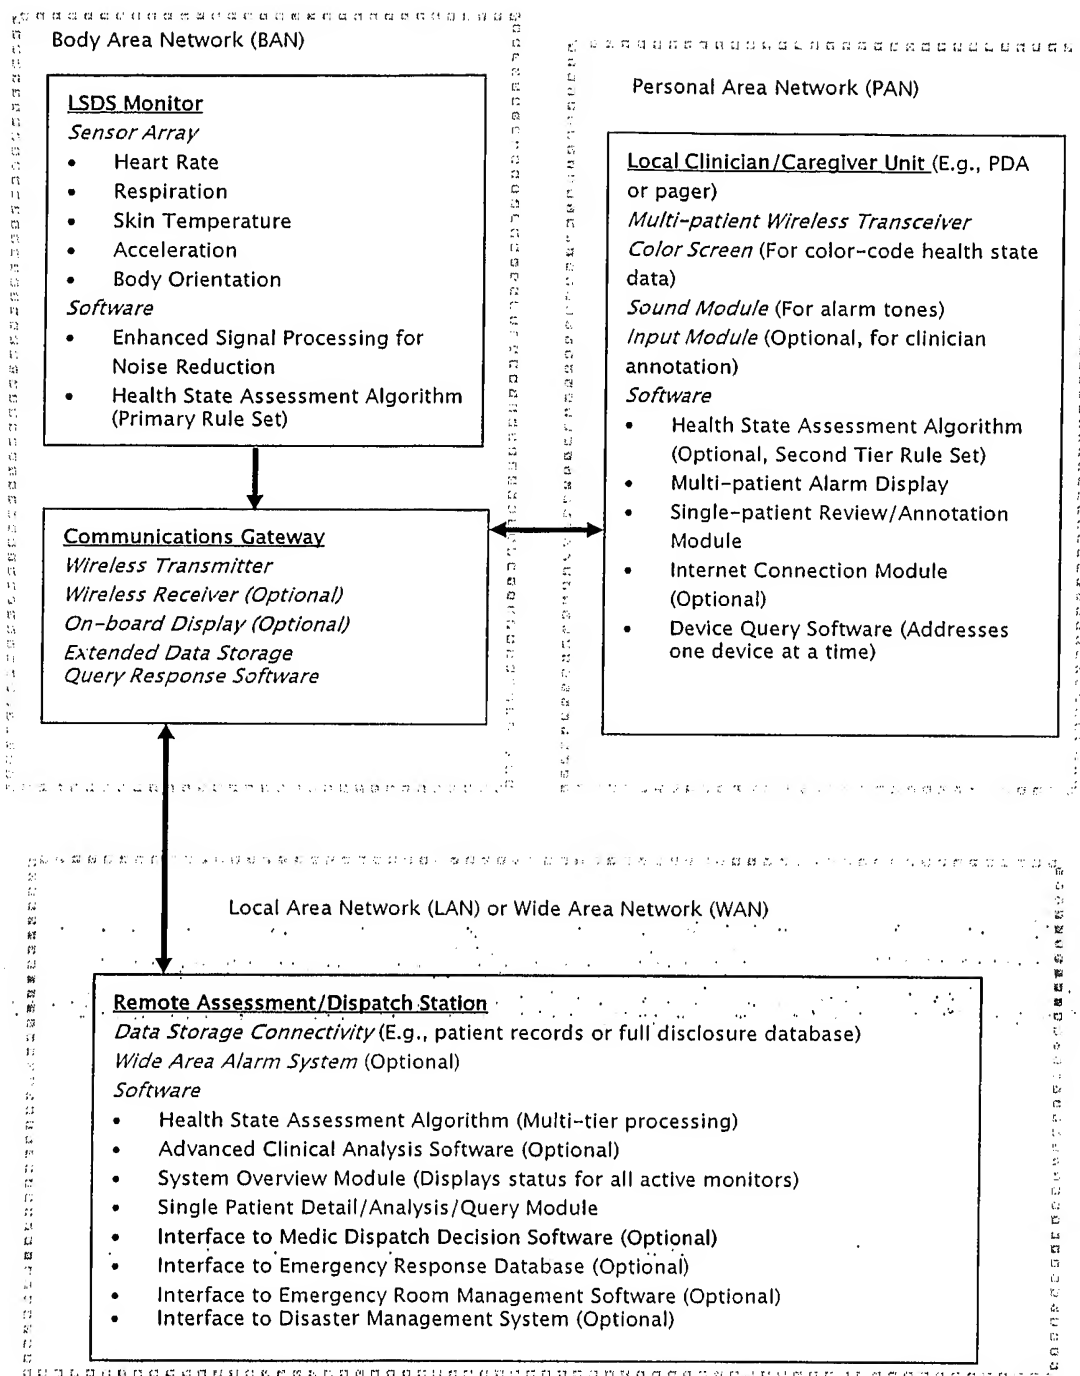 Body Area Network (BAN)
LSDS Monitor
Sensor Array
• Heart Rate
• Respiration
• Skin Temperature
• Acceleration
• Body Orientation
Software
• Enhanced Signal Processing for
Noise Reduction
• Health State Assessment Algorithm
(Primary Rule Set)
Communications Gateway
Wireless Transmitter
Wireless Receiver (Optional)
On-board Display (Optional)
Extended Data Storage
Query Response Software
Personal Area Network (PAN)
Local Clinician/Caregiver Unit (E.g., PDA
or pager)
Multi-patient Wireless Transceiver
Color Screen (For color-code health state
data)
Sound Module (For alarm tones)
Input Module (Optional, for clinician
annotation)
Software
• Health State Assessment Algorithm
(Optional, Second Tier Rule Set)
• Multi-patient Alarm Display
• Single-patient Review/Annotation
Module
• Internet Connection Module
(Optional)
• Device Query Software (Addresses
one device at a time)
Local Area Network (LAN) or Wide Area Network (WAN)
Remote Assessment/Dispatch Station
Data Storage Connectivity (E.g., patient records or full disclosure database)
Wide Area Alarm System (Optional)
Software
• Health State Assessment Algorithm (Multi-tier processing)
• Advanced Clinical Analysis Software (Optional)
• System Overview Module (Displays status for all active monitors)
• Single Patient Detail/Analysis/Query Module
• Interface to Medic Dispatch Decision Software (Optional)
• Interface to Emergency Response Database (Optional)
• Interface to Emergency Room Management Software (Optional)
• Interface to Disaster Management System (Optional)